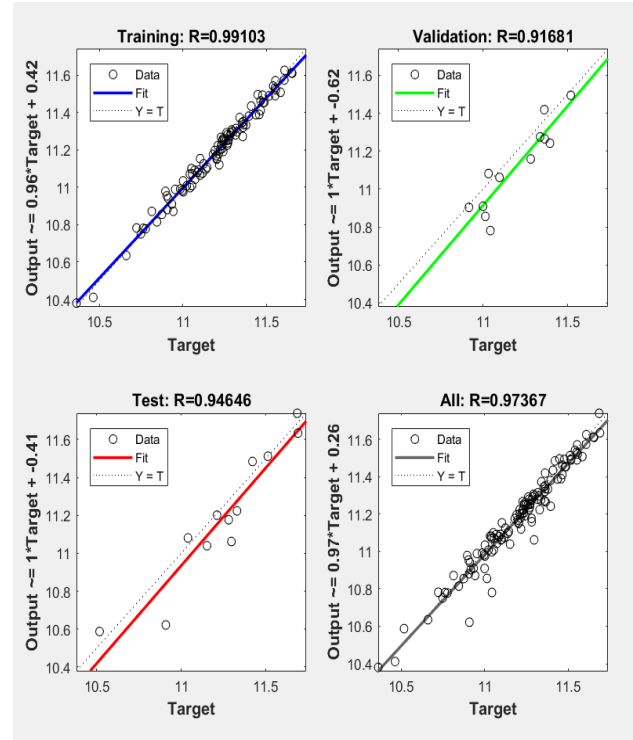 Training: R=0.99103
Output ~= 0.96*Target + 0.42
11.6
11.4
11.2
11
10.8
10.6
10.4
Data
Fit
Y = T
10.5 11 11.5
Target
Validation: R=0.91681
Output ~= 1*Target + -0.62
11.6
11.4
11.2
11
10.8
10.6
10.4
Data
Fit
Y = T
10.5 11 11.5
Target
Test: R=0.94646
Output ~= 1*Target + -0.41
11.6
11.4
11.2
11
10.8
10.6
10.4
Data
Fit
Y = T
10.5 11 11.5
Target
All: R=0.97367
Output ~= 0.97*Target + 0.26
11.6
11.4
11.2
11
10.8
10.6
10.4
Data
Fit
Y = T
10.5 11 11.5
Target